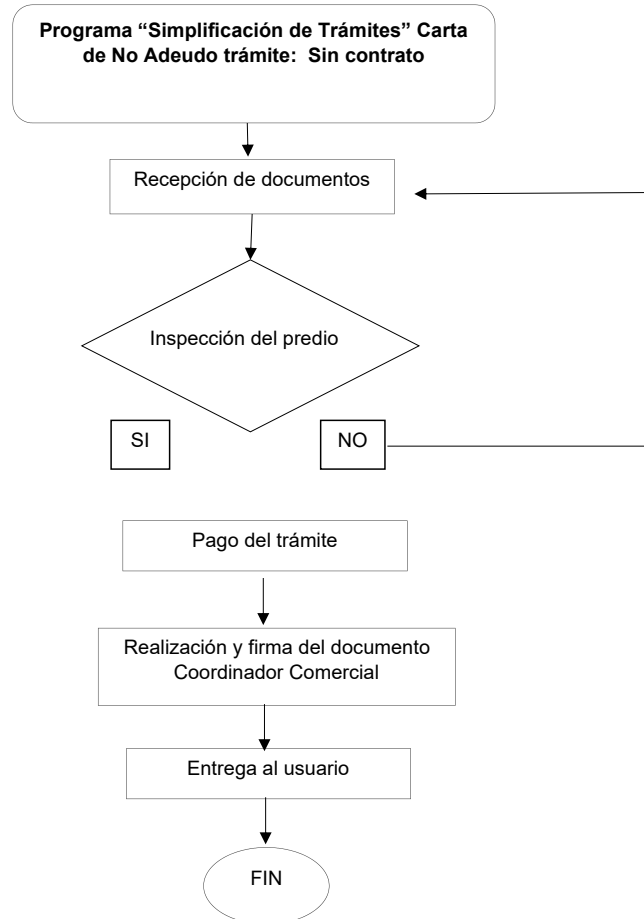 Programa “Simplificación de Trámites” Carta
de No Adeudo trámite: Sin contrato
Recepción de documentos
Inspección del predio
SI
NO
Pago del trámite
Realización y firma del documento
Coordinador Comercial
Entrega al usuario
FIN